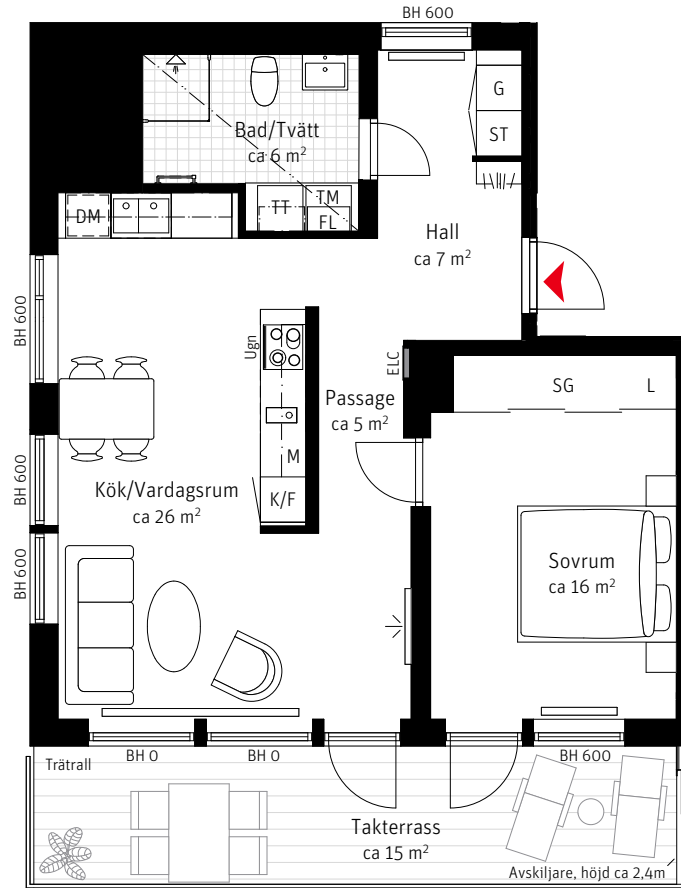 BH 600
G
ST
Bad/Tvätt
ca 6 m²
TT
TM
FL
DM
Hall
ca 7 m²
BH 600
Ugn
ELC
SG
L
Passage
ca 5 m²
M
K/F
BH 600
Kök/Vardagsrum
ca 26 m²
BH 600
Sovrum
ca 16 m²
BH 0
BH 0
BH 600
Trätrall
Takterrass
ca 15 m²
Avskiljare, höjd ca 2,4m